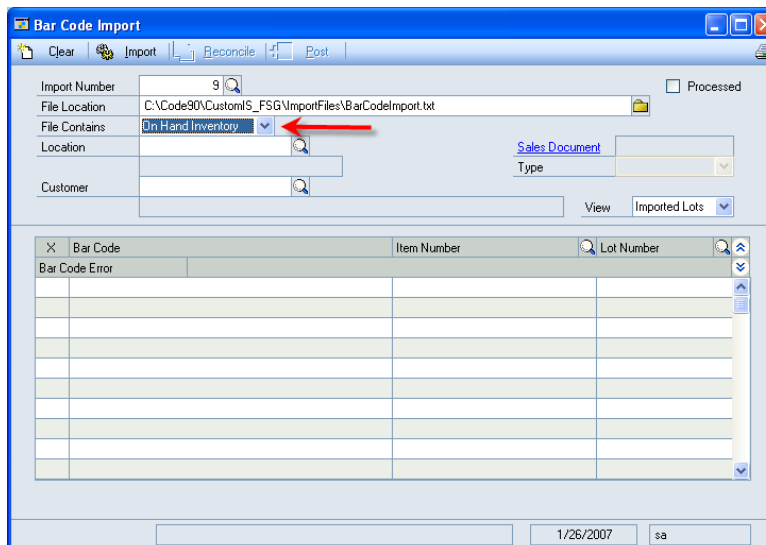 Bar Code Import
Clear Import Reconcile Post
Import Number 9 Processed
File Location C:\Code90\CustomIS_FSG\ImportFiles\BarCodeImport.txt
File Contains On Hand Inventory
Location Sales Document
Type
Customer
View Imported Lots
X Bar Code Item Number Lot Number
Bar Code Error
1/26/2007 sa